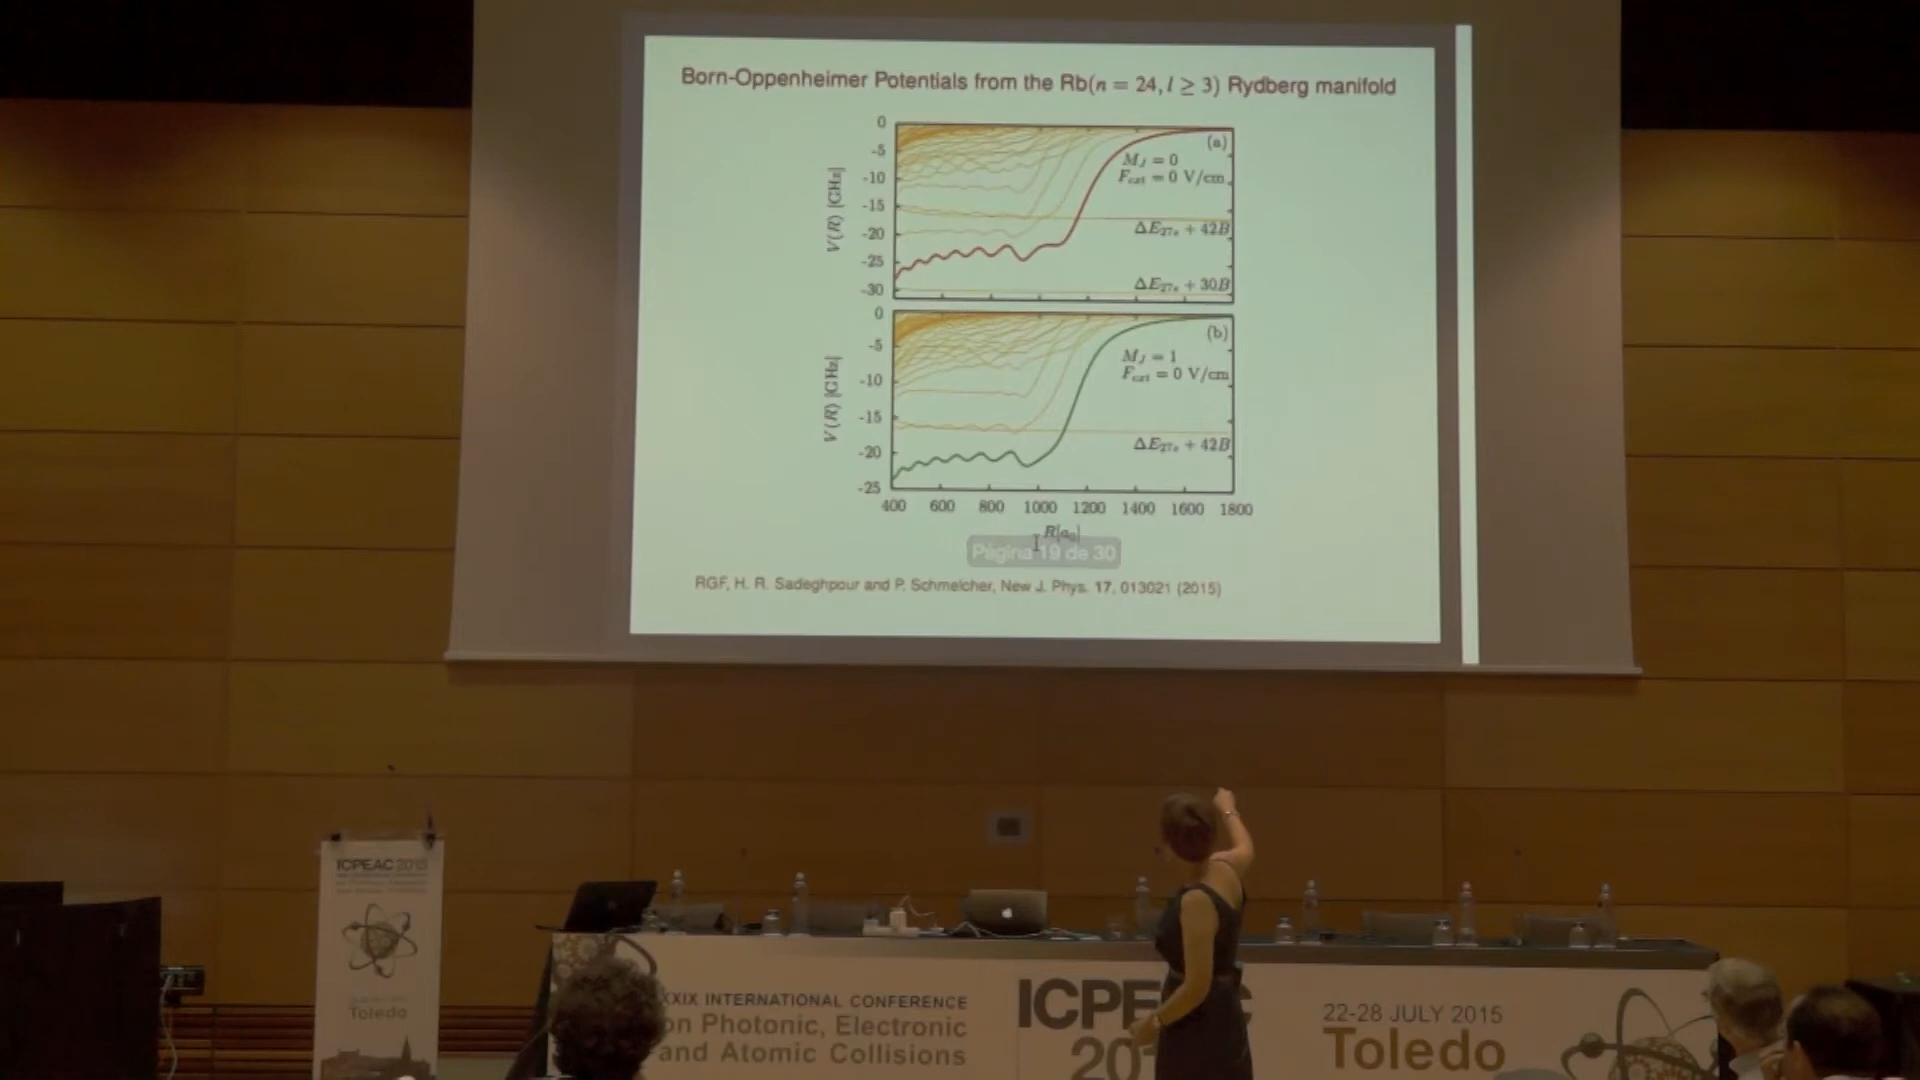 Born-Oppenheimer Potentials from the Rb(n = 24, l ≥ 3) Rydberg manifold
0
-5
-10
-15
-20
-25
-30
V(R) [GHz]
(a)
M_J = 0
F_ext = 0 V/cm
ΔE_27s + 42B
ΔE_27s + 30B
0
-5
-10
-15
-20
-25
V(R) [GHz]
(b)
M_J = 1
F_ext = 0 V/cm
ΔE_27s + 42B
400 600 800 1000 1200 1400 1600 1800
R[a_0]
Página 19 de 30
RGF, H. R. Sadeghpour and P. Schmelcher, New J. Phys. 17, 013021 (2015)
ICPEAC 2015
Toledo
XXIX INTERNATIONAL CONFERENCE
on Photonic, Electronic
and Atomic Collisions
ICPE C
20
22-28 JULY 2015
Toledo